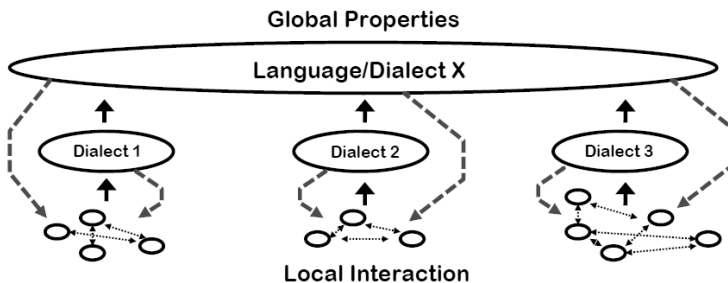 Global Properties
Language/Dialect X
Dialect 1
Dialect 2
Dialect 3
Local Interaction